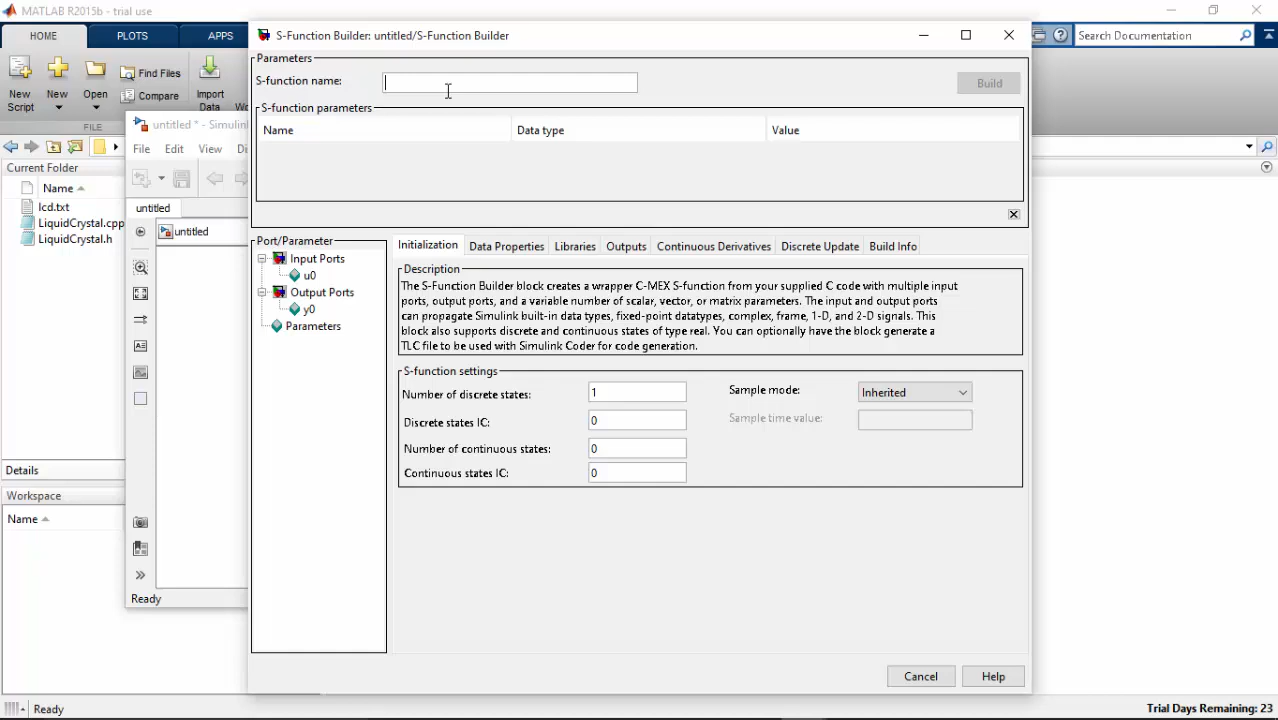 MATLAB R2015b - trial use
HOME
PLOTS
APPS
Search Documentation
New
Script
New
Open
Find Files
Compare
Import
Data
FILE
Current Folder
Name
lcd.txt
LiquidCrystal.cpp
LiquidCrystal.h
Details
Workspace
Name
Ready
Trial Days Remaining: 23
untitled * - Simulin
File Edit View
untitled
untitled
Ready
S-Function Builder: untitled/S-Function Builder
Parameters
S-function name:
Build
S-function parameters
Name Data type Value
Port/Parameter
Input Ports
u0
Output Ports
y0
Parameters
Initialization Data Properties Libraries Outputs Continuous Derivatives Discrete Update Build Info
Description
The S-Function Builder block creates a wrapper C-MEX S-function from your supplied C code with multiple input
ports, output ports, and a variable number of scalar, vector, or matrix parameters. The input and output ports
can propagate Simulink built-in data types, fixed-point datatypes, complex, frame, 1-D, and 2-D signals. This
block also supports discrete and continuous states of type real. You can optionally have the block generate a
TLC file to be used with Simulink Coder for code generation.
S-function settings
Number of discrete states: 1
Sample mode: Inherited
Discrete states IC: 0
Sample time value:
Number of continuous states: 0
Continuous states IC: 0
Cancel
Help